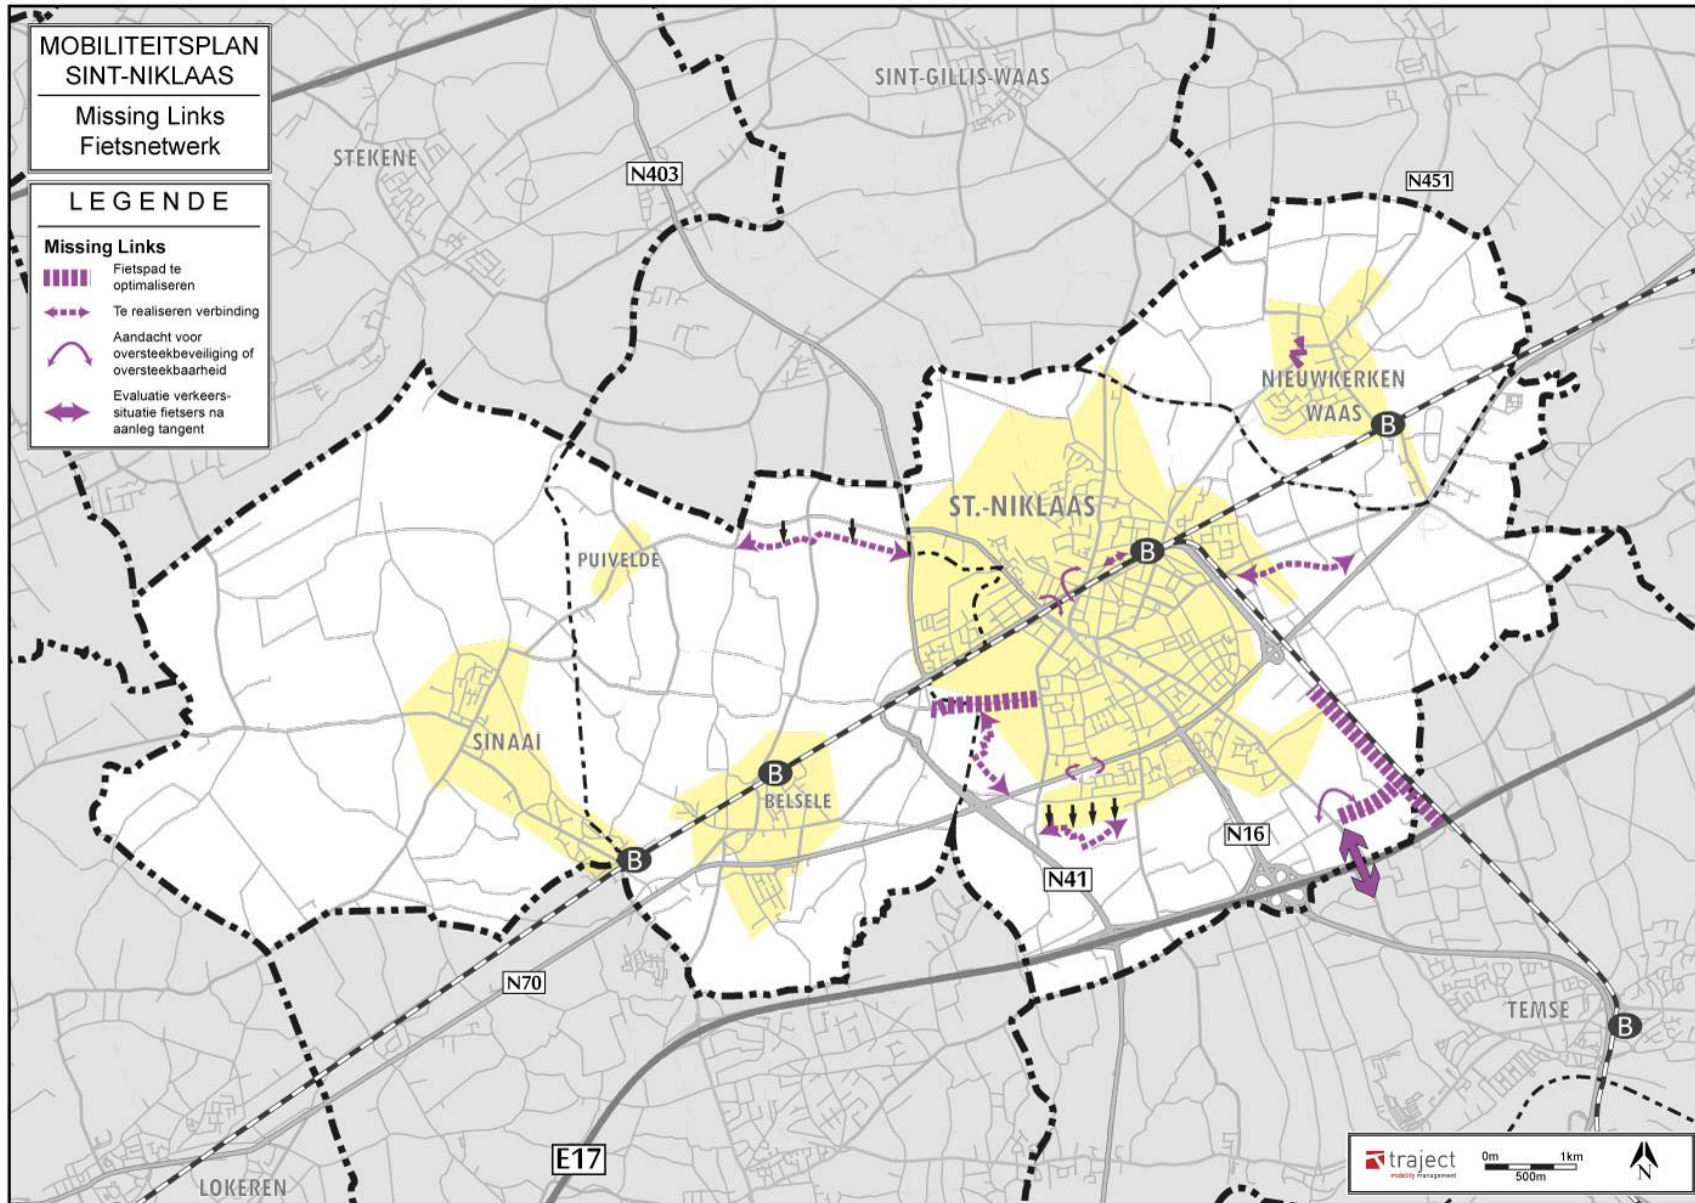 MOBILITEITSPLAN
SINT-NIKLAAS
Missing Links
Fietsnetwerk
LEGENDE
Missing Links
Fietspad te
optimaliseren
Te realiseren verbinding
Aandacht voor
oversteekbeveiliging of
oversteekbaarheid
Evaluatie verkeers-
situatie fietsers na
aanleg tangent
SINT-GILLIS-WAAS
STEKENE
N403
N451
NIEUWKERKEN
WAAS
B
ST.-NIKLAAS
B
PUIVELDE
SINAAI
B
BELSELE
B
N16
N41
N70
TEMSE
B
E17
LOKEREN
traject
mobility management
0m 1km
500m
N